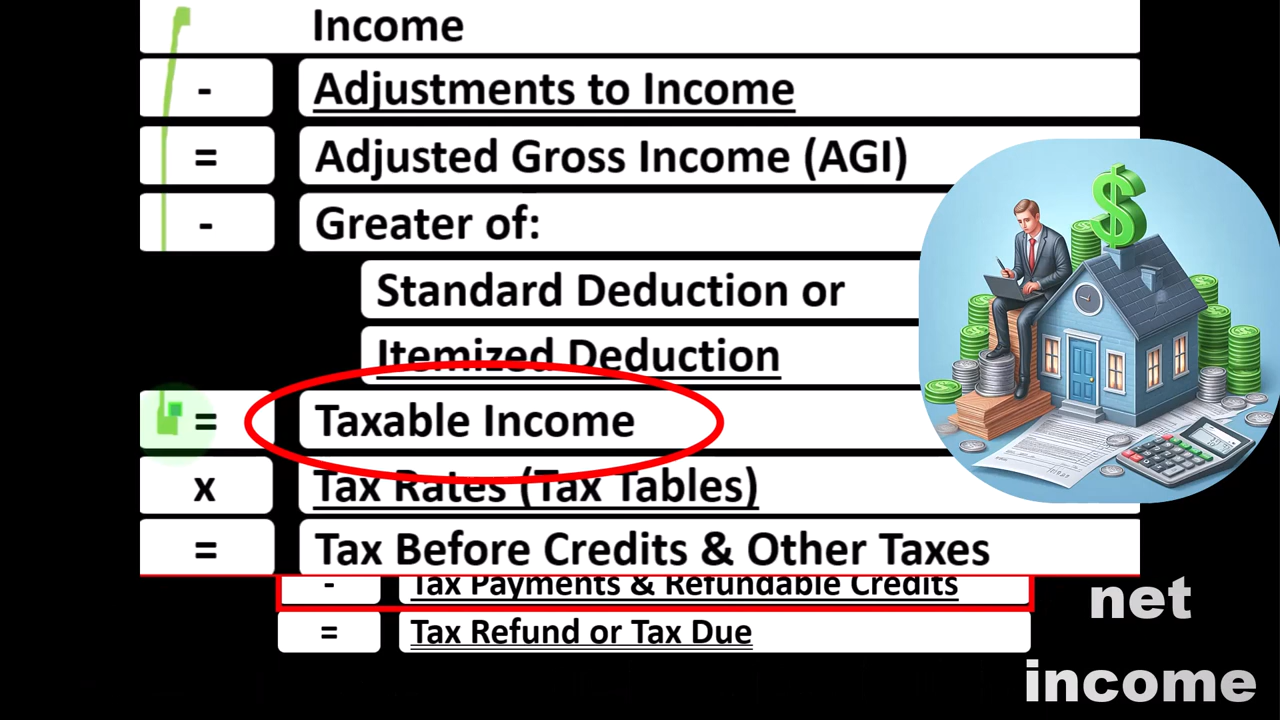 Income
- Adjustments to Income
= Adjusted Gross Income (AGI)
- Greater of:
Standard Deduction or
Itemized Deduction
= Taxable Income
x Tax Rates (Tax Tables)
= Tax Before Credits & Other Taxes
- Tax Payments & Refundable Credits
= Tax Refund or Tax Due
$
net
income